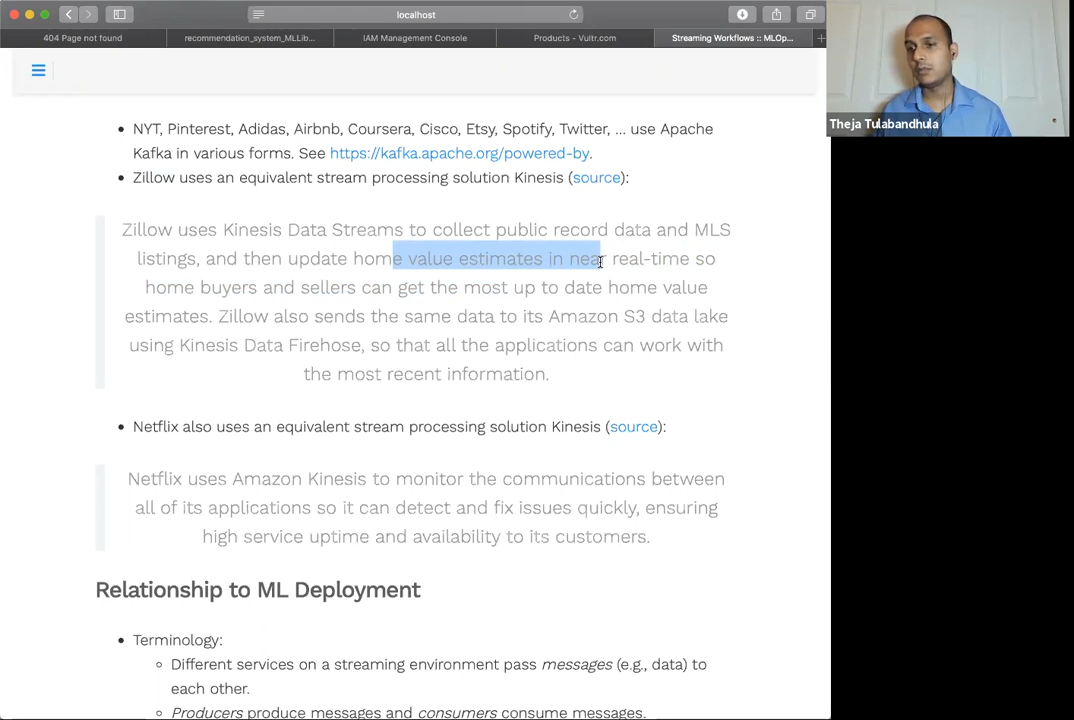 localhost
404 Page not found
recommendation_system_MLLib...
IAM Management Console
Products - Vultr.com
Streaming Workflows :: MLOp...
Theja Tulabandhula
• NYT, Pinterest, Adidas, Airbnb, Coursera, Cisco, Etsy, Spotify, Twitter, ... use Apache
Kafka in various forms. See https://kafka.apache.org/powered-by.
• Zillow uses an equivalent stream processing solution Kinesis (source):
Zillow uses Kinesis Data Streams to collect public record data and MLS
listings, and then update home value estimates in near real-time so
home buyers and sellers can get the most up to date home value
estimates. Zillow also sends the same data to its Amazon S3 data lake
using Kinesis Data Firehose, so that all the applications can work with
the most recent information.
• Netflix also uses an equivalent stream processing solution Kinesis (source):
Netflix uses Amazon Kinesis to monitor the communications between
all of its applications so it can detect and fix issues quickly, ensuring
high service uptime and availability to its customers.
Relationship to ML Deployment
• Terminology:
◦ Different services on a streaming environment pass messages (e.g., data) to
each other.
◦ Producers produce messages and consumers consume messages.